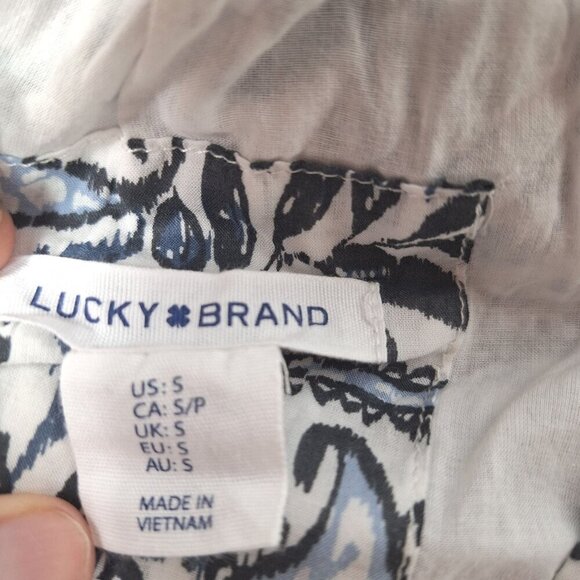 LUCKY BRAND
US: S
CA: S/P
UK: S
EU: S
AU: S
MADE IN
VIETNAM